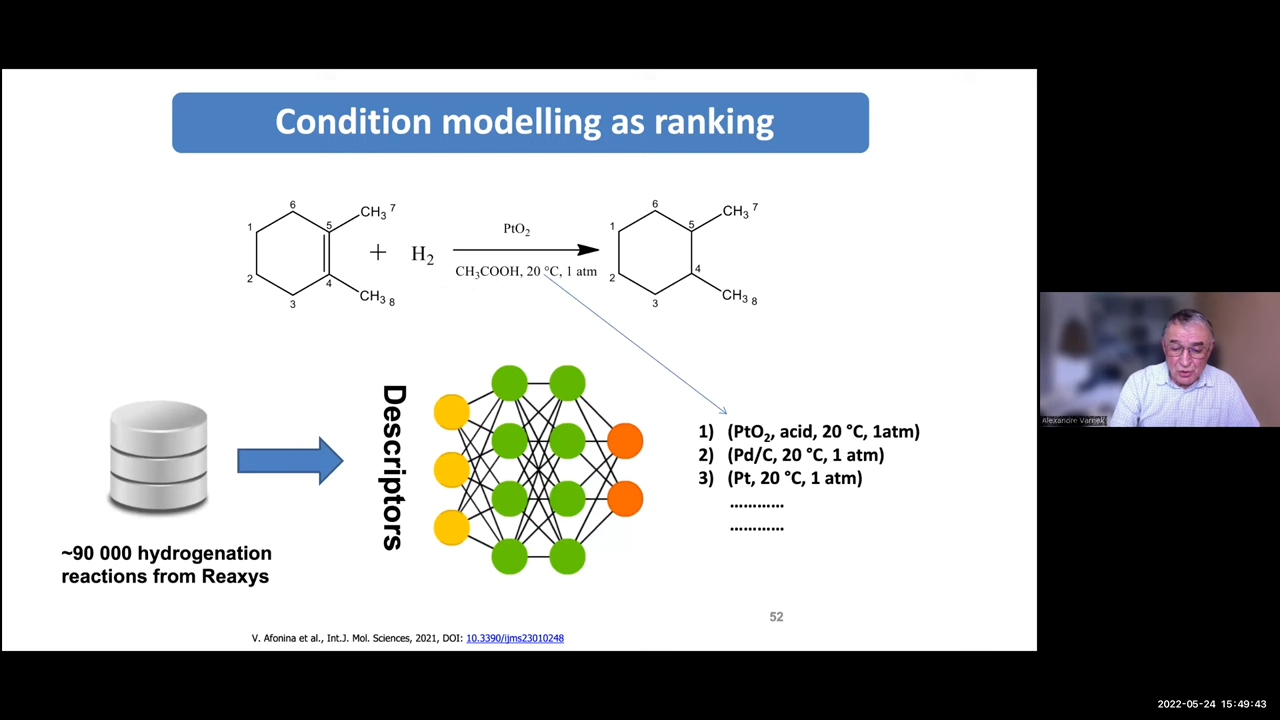 Condition modelling as ranking
6
1
5
CH3 7
2
4
3
CH3 8
+
H2
PtO2
CH3COOH, 20 °C, 1 atm
6
1
5
CH3 7
2
4
3
CH3 8
Descriptors
1) (PtO2, acid, 20 °C, 1atm)
2) (Pd/C, 20 °C, 1 atm)
3) (Pt, 20 °C, 1 atm)
............
............
~90 000 hydrogenation
reactions from Reaxys
52
V. Afonina et al., Int.J. Mol. Sciences, 2021, DOI: 10.3390/ijms23010248
Alexandre Varnek
2022-05-24 15:49:43